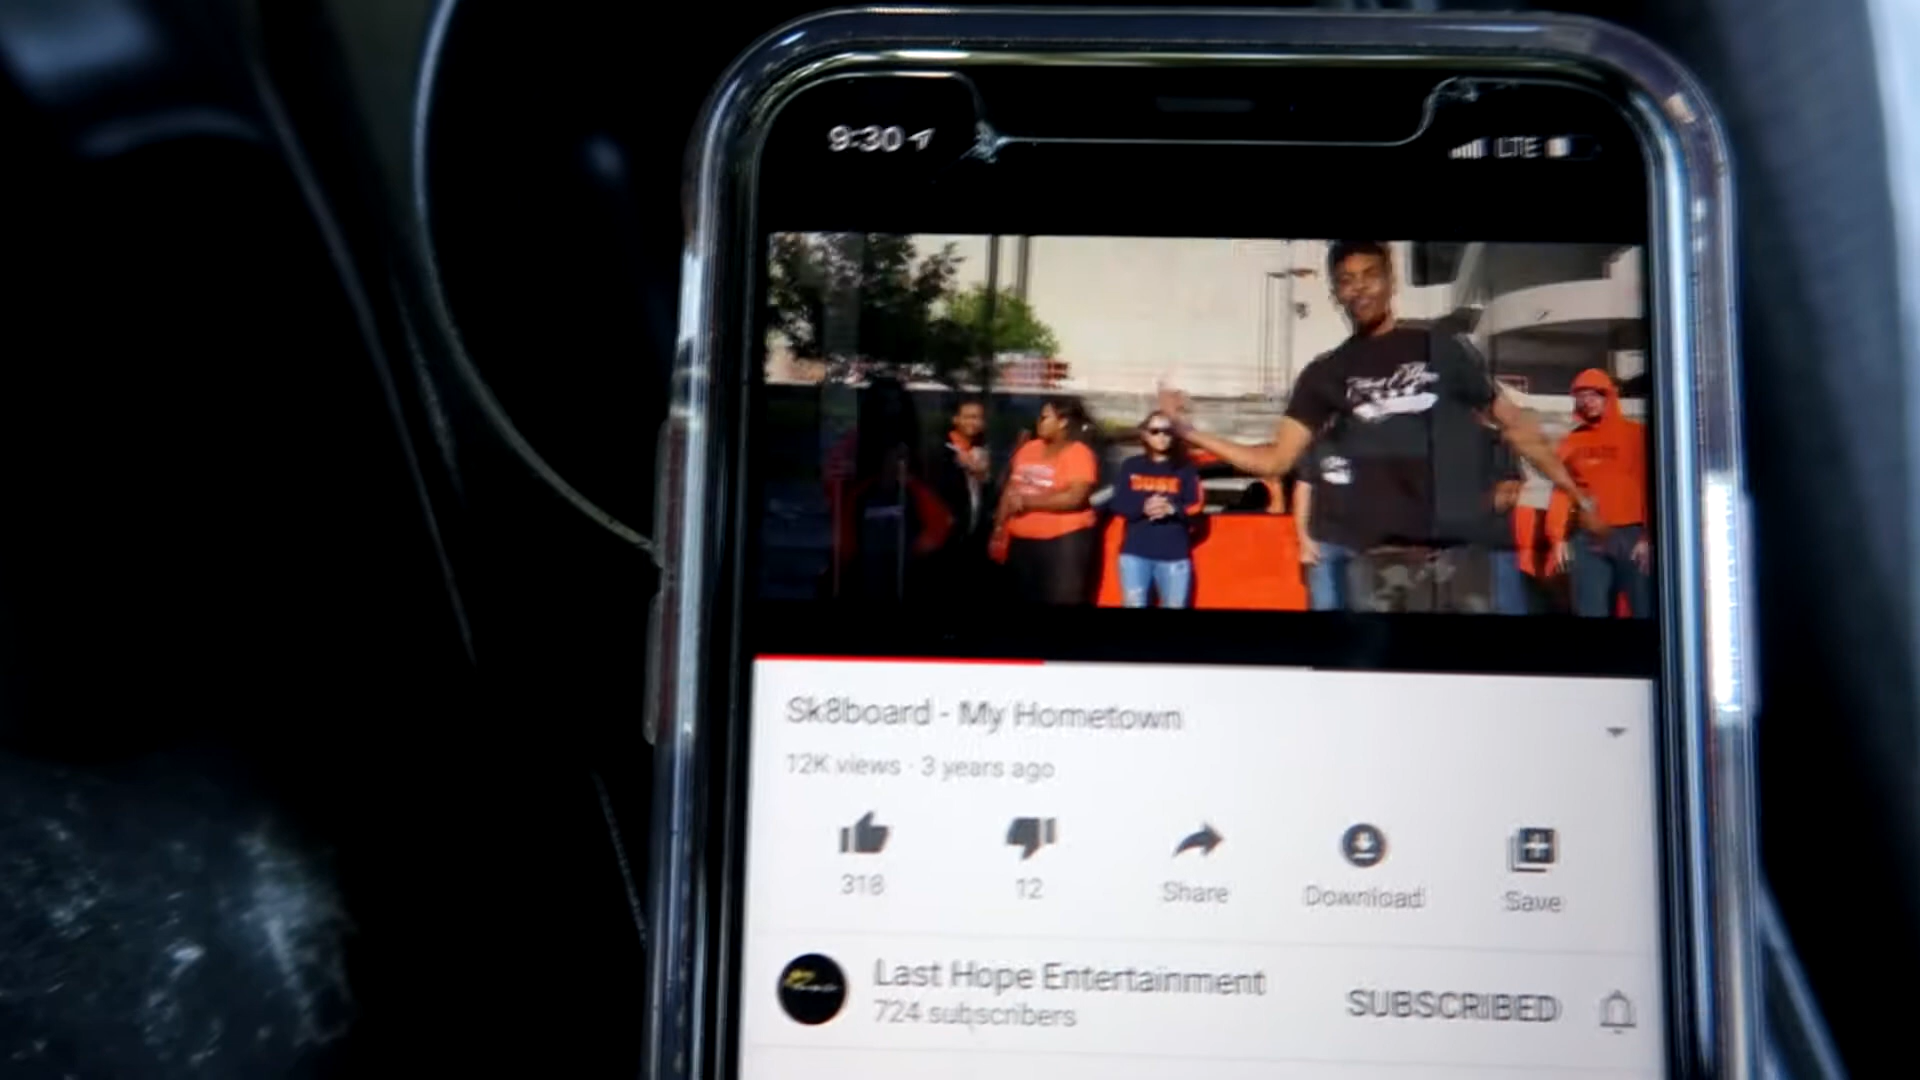 9:30
LTE
Sk8board - My Hometown
12K views · 3 years ago
318
12
Share
Download
Save
Last Hope Entertainment
724 subscribers
SUBSCRIBED